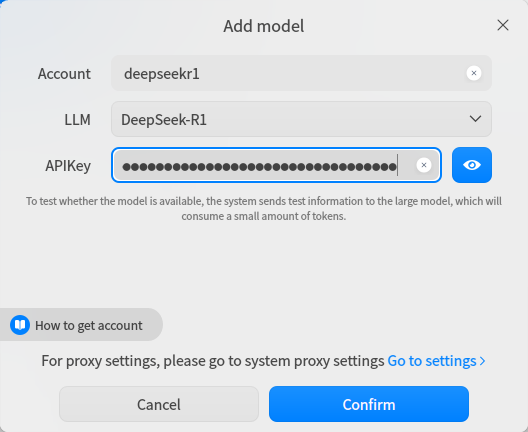 Add model
Account
deepseekr1
LLM
DeepSeek-R1
APIKey
●●●●●●●●●●●●●●●●●●●●●●●●●●●●●●●●●●●
To test whether the model is available, the system sends test information to the large model, which will
consume a small amount of tokens.
How to get account
For proxy settings, please go to system proxy settings Go to settings >
Cancel
Confirm